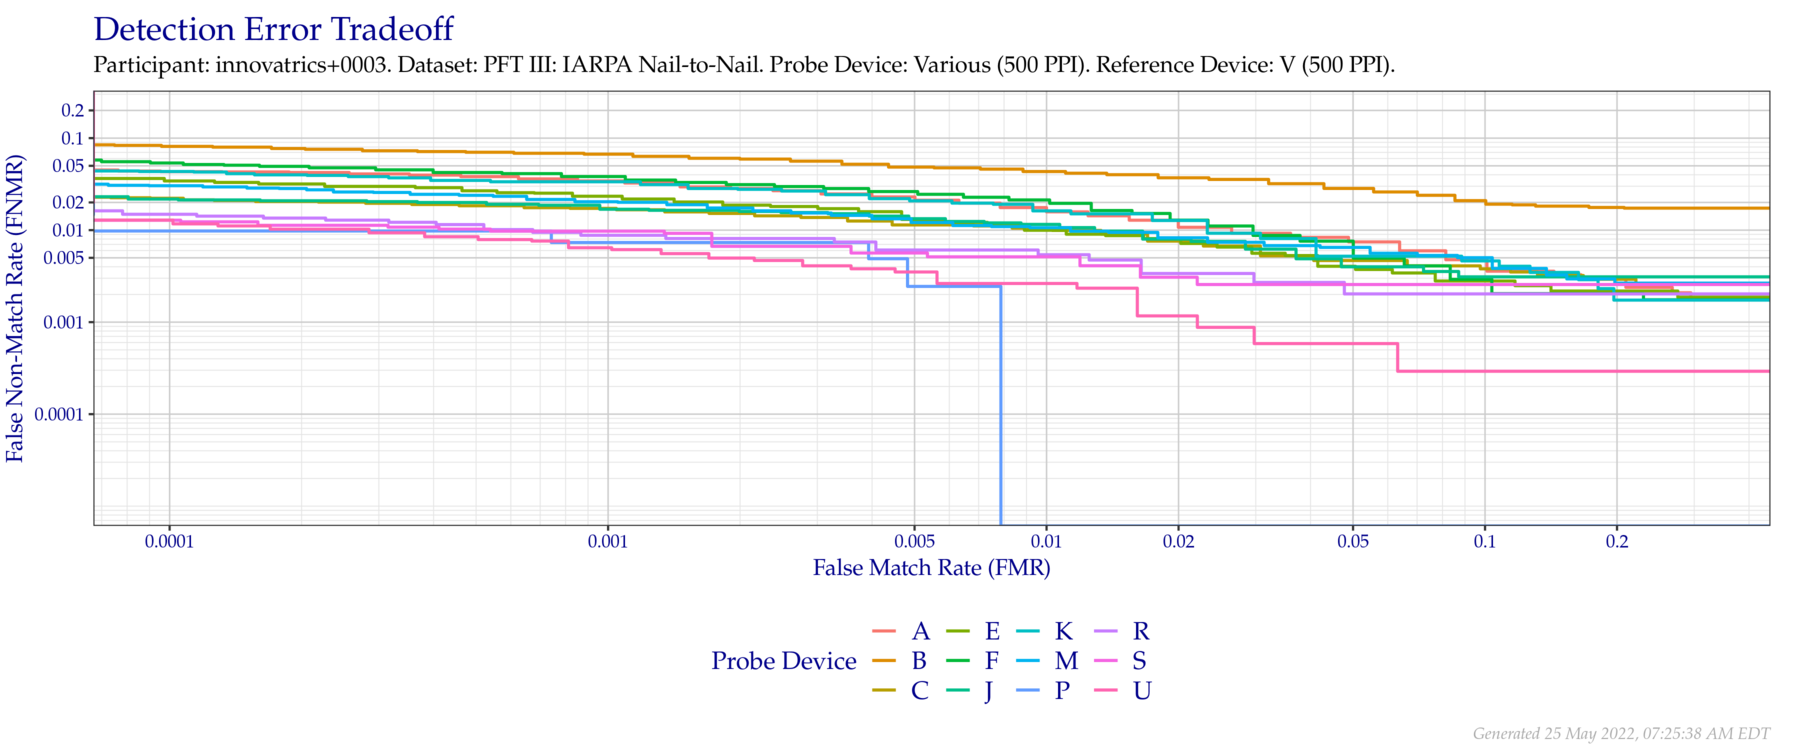 Detection Error Tradeoff
Participant: innovatrics+0003. Dataset: PFT III: IARPA Nail-to-Nail. Probe Device: Various (500 PPI). Reference Device: V (500 PPI).
False Non-Match Rate (FNMR)
0.2
0.1
0.05
0.02
0.01
0.005
0.001
0.0001
0.0001 0.001 0.005 0.01 0.02 0.05 0.1 0.2
False Match Rate (FMR)
A E K R
Probe Device B F M S
C J P U
Generated 25 May 2022, 07:25:38 AM EDT